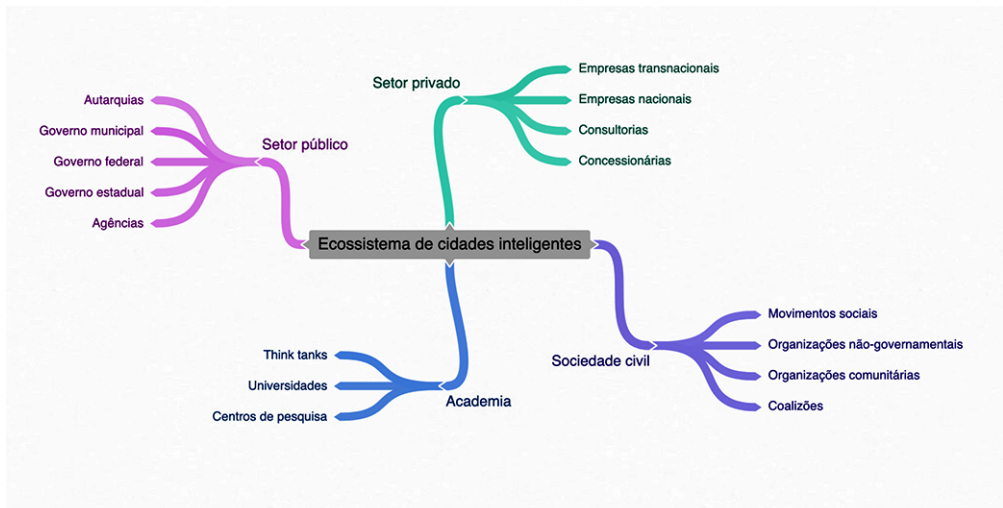 Setor privado
Empresas transnacionais
Empresas nacionais
Consultorias
Concessionárias
Setor público
Autarquias
Governo municipal
Governo federal
Governo estadual
Agências
Ecossistema de cidades inteligentes
Sociedade civil
Movimentos sociais
Organizações não-governamentais
Organizações comunitárias
Coalizões
Academia
Think tanks
Universidades
Centros de pesquisa